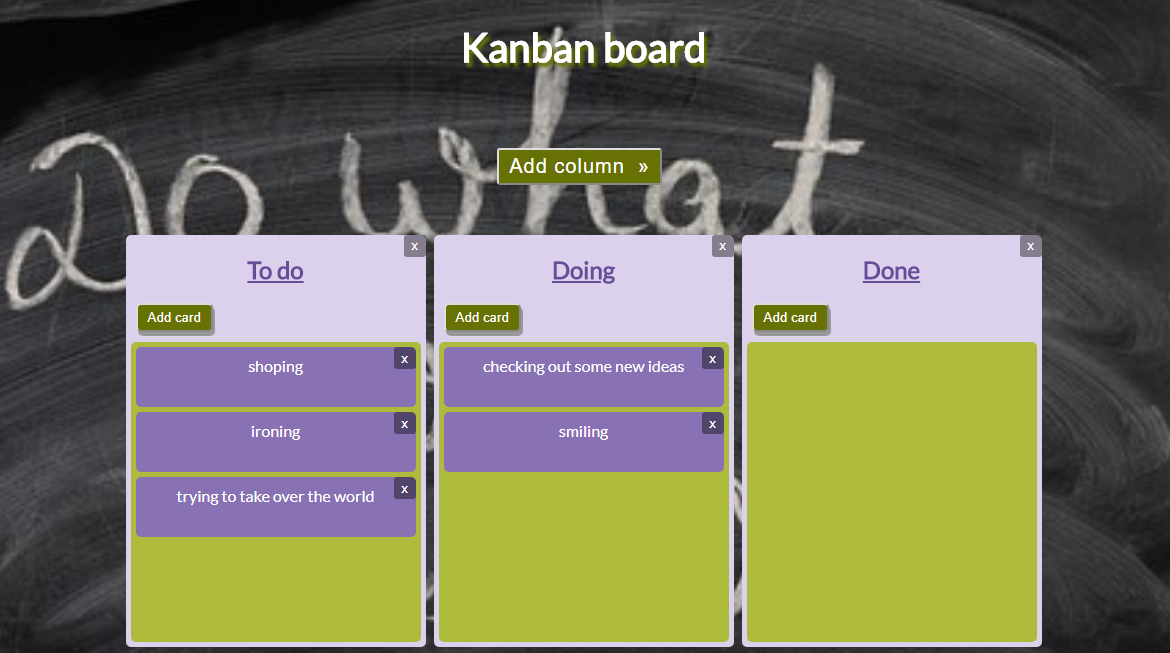 Kanban board
Do what
Add column »
x
x
x
To do
Doing
Done
Add card
Add card
Add card
shoping
x
checking out some new ideas
x
ironing
x
smiling
x
trying to take over the world
x